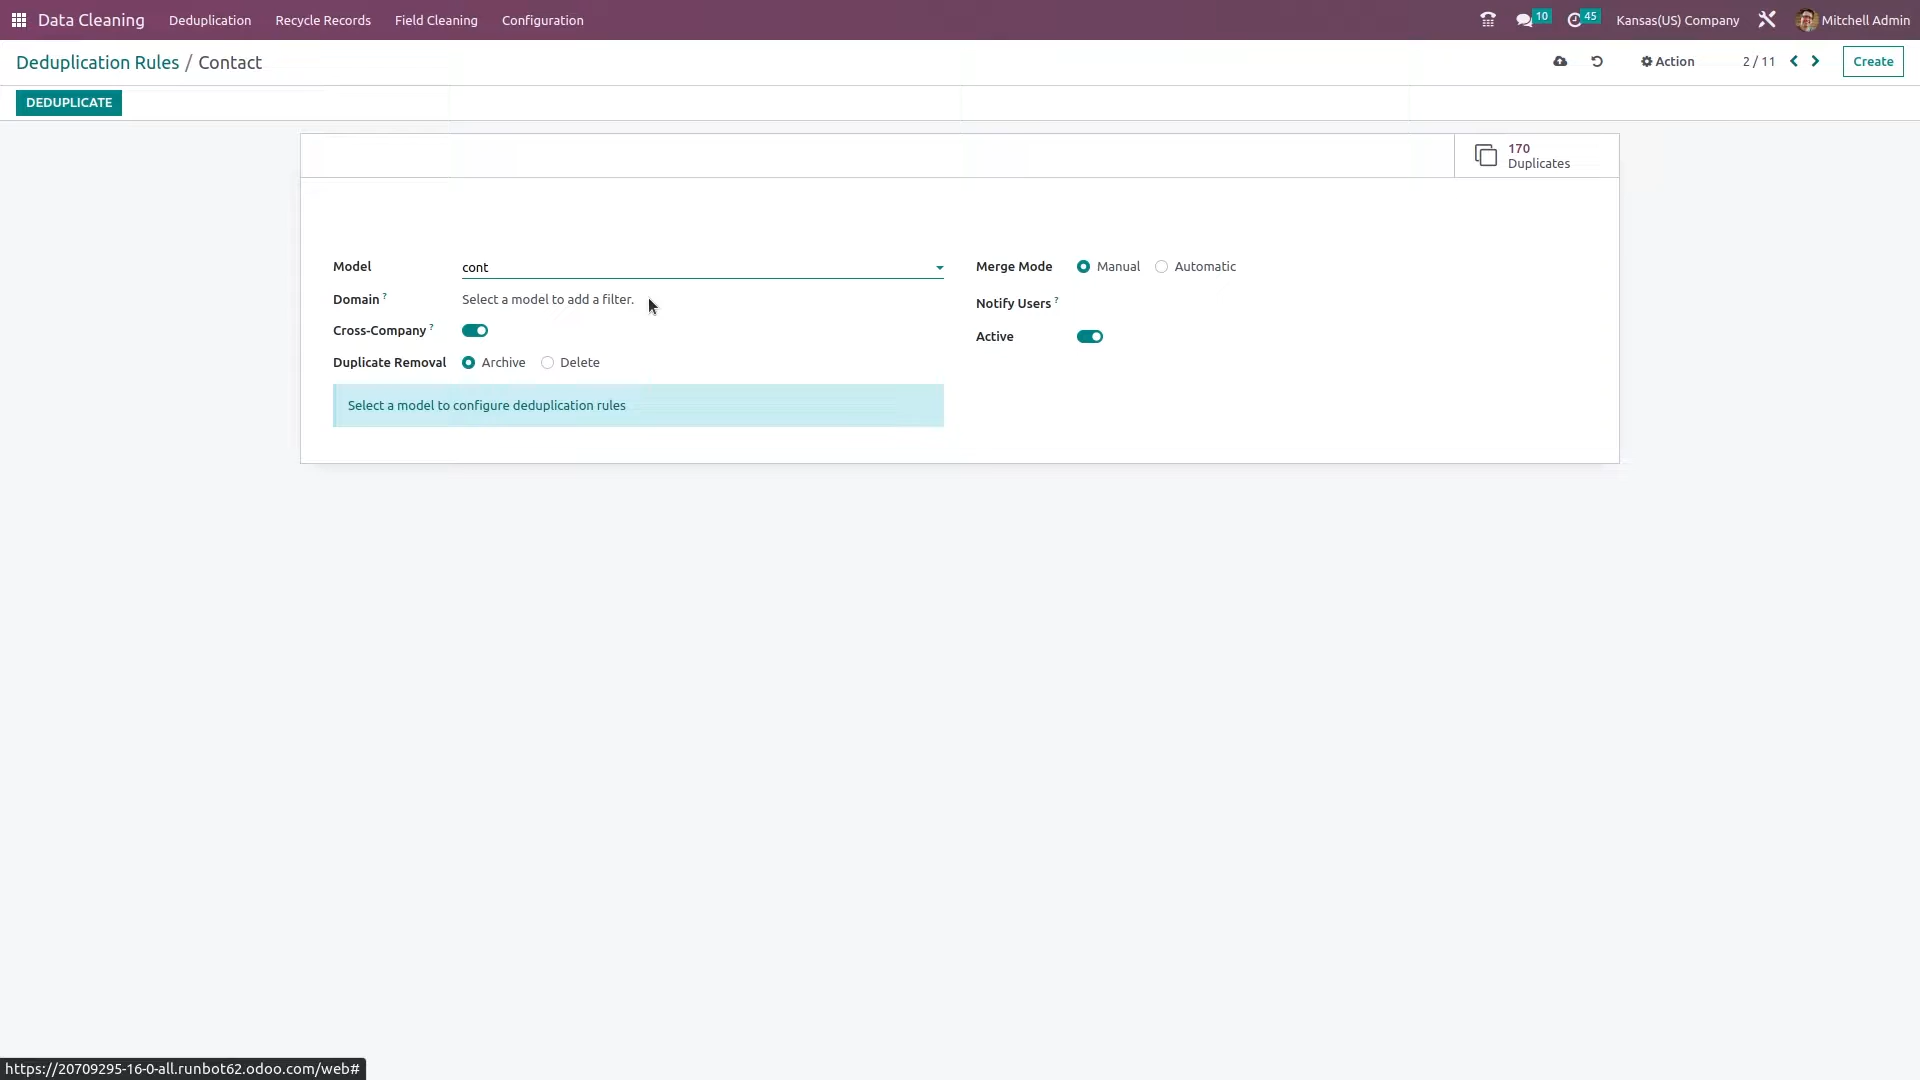 Data Cleaning Deduplication Recycle Records Field Cleaning Configuration 10 45 Kansas(US) Company Mitchell Admin
Deduplication Rules / Contact Action 2 / 11 Create
DEDUPLICATE
170
Duplicates
Model cont Merge Mode Manual Automatic
Domain ? Select a model to add a filter. Notify Users ?
Cross-Company ? Active
Duplicate Removal Archive Delete
Select a model to configure deduplication rules
https://20709295-16-0-all.runbot62.odoo.com/web#